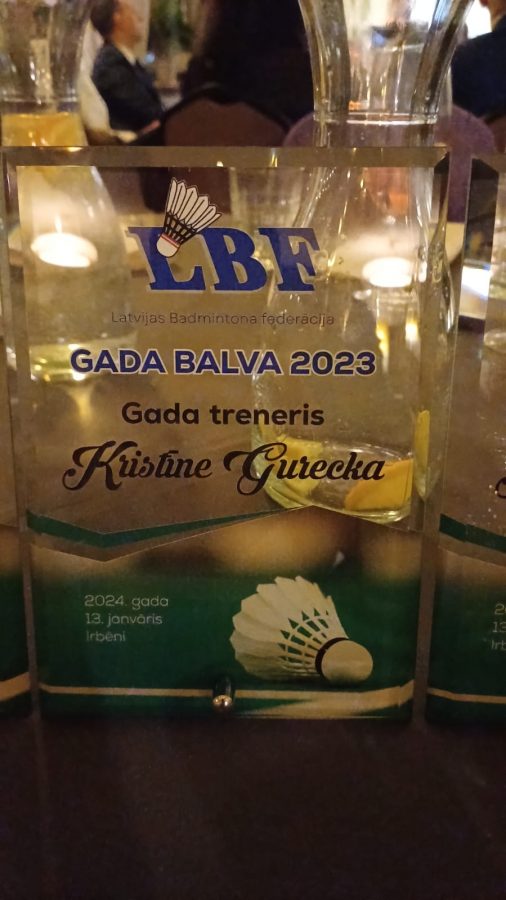 LBF
Latvijas Badmintona federācija
GADA BALVA 2023
Gada treneris
Kristīne Gurecka
2024. gada
13. janvāris
Irbēni